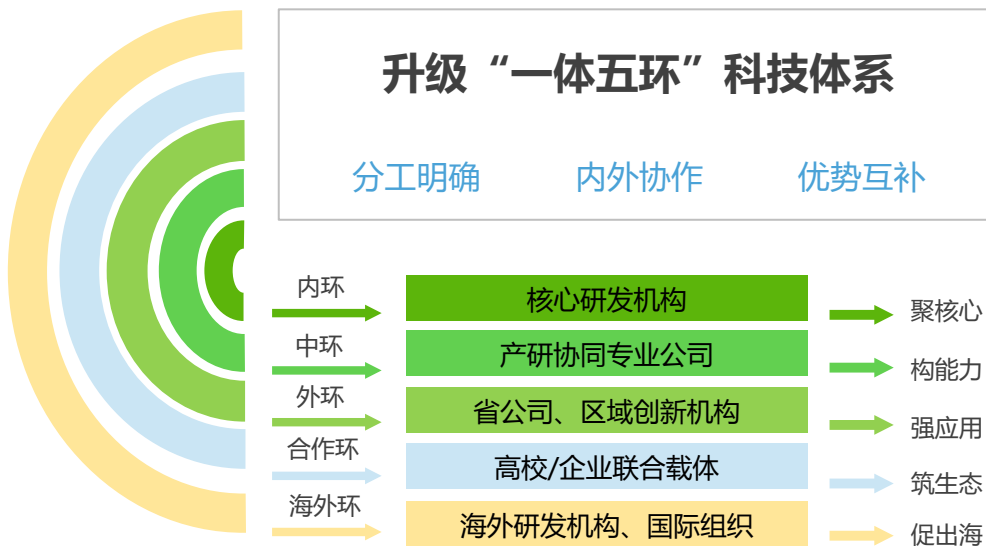 升级“一体五环”科技体系
分工明确 内外协作 优势互补
内环 核心研发机构 聚核心
中环 产研协同专业公司 构能力
外环 省公司、区域创新机构 强应用
合作环 高校/企业联合载体 筑生态
海外环 海外研发机构、国际组织 促出海